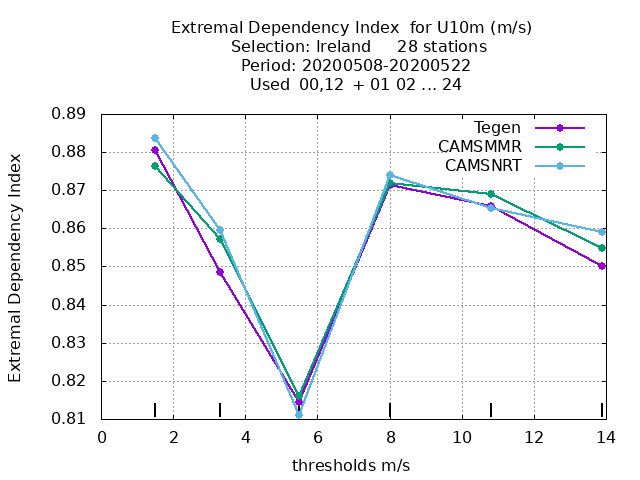 Extremal Dependency Index  for U10m (m/s)
Selection: Ireland     28 stations
Period: 20200508-20200522
Used  00,12  + 01 02 ... 24
Tegen
CAMSMMR
CAMSNRT
Extremal Dependency Index
0.89
0.88
0.87
0.86
0.85
0.84
0.83
0.82
0.81
0 2 4 6 8 10 12 14
thresholds m/s